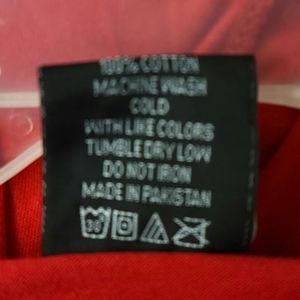 100% COTTON
MACHINE WASH
COLD
WITH LIKE COLORS
TUMBLE DRY LOW
DO NOT IRON
MADE IN PAKISTAN
30